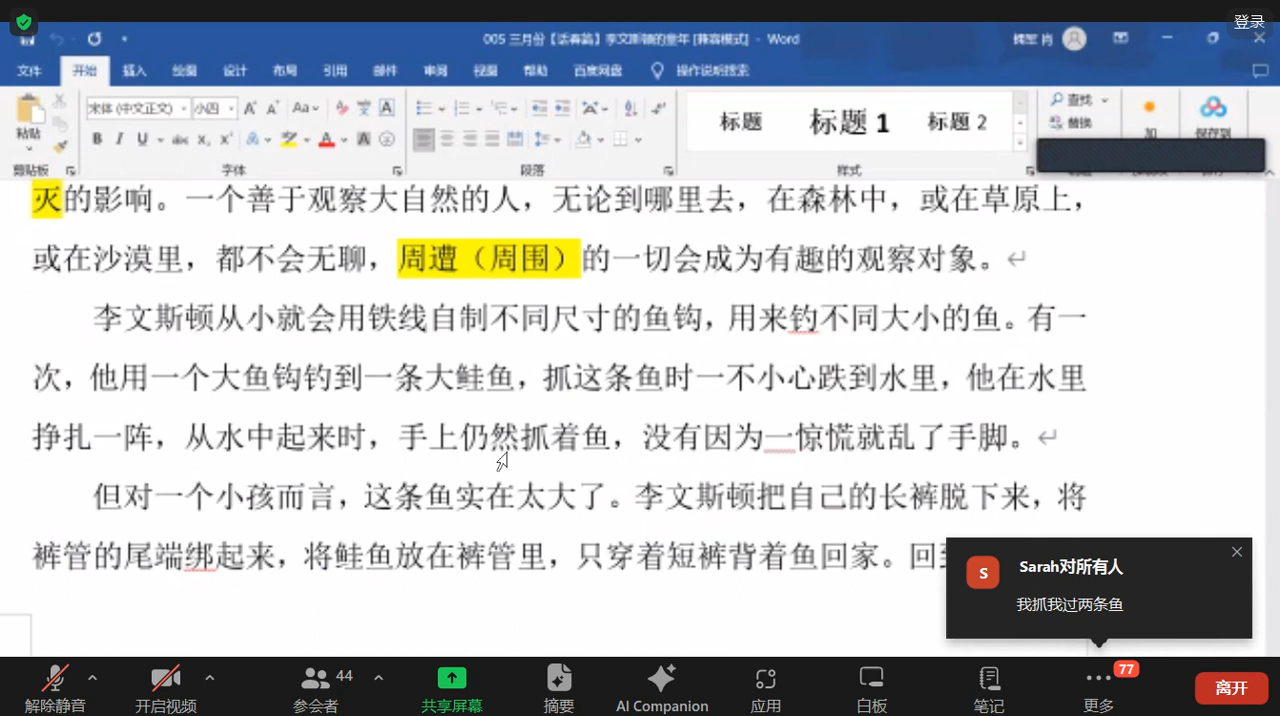 登录
005 三月份【话春篇】李文斯顿的童年 [兼容模式] - Word
文件 开始 插入 绘图 设计 布局 引用 邮件 审阅 视图 帮助 百度网盘 操作说明搜索
宋体 (中文正文) 小四
粘贴
标题 标题 1 标题 2
查找
替换
剪贴板 字体 段落 样式
灭的影响。一个善于观察大自然的人，无论到哪里去，在森林中，或在草原上，
或在沙漠里，都不会无聊，周遭（周围）的一切会成为有趣的观察对象。
李文斯顿从小就会用铁线自制不同尺寸的鱼钩，用来钓不同大小的鱼。有一
次，他用一个大鱼钩钓到一条大鲑鱼，抓这条鱼时一不小心跌到水里，他在水里
挣扎一阵，从水中起来时，手上仍然抓着鱼，没有因为一惊慌就乱了手脚。
但对一个小孩而言，这条鱼实在太大了。李文斯顿把自己的长裤脱下来，将
裤管的尾端绑起来，将鲑鱼放在裤管里，只穿着短裤背着鱼回家。回
S
Sarah对所有人
我抓我过两条鱼
44
77
解除静音 开启视频 参会者 共享屏幕 摘要 AI Companion 应用 白板 笔记 更多 离开